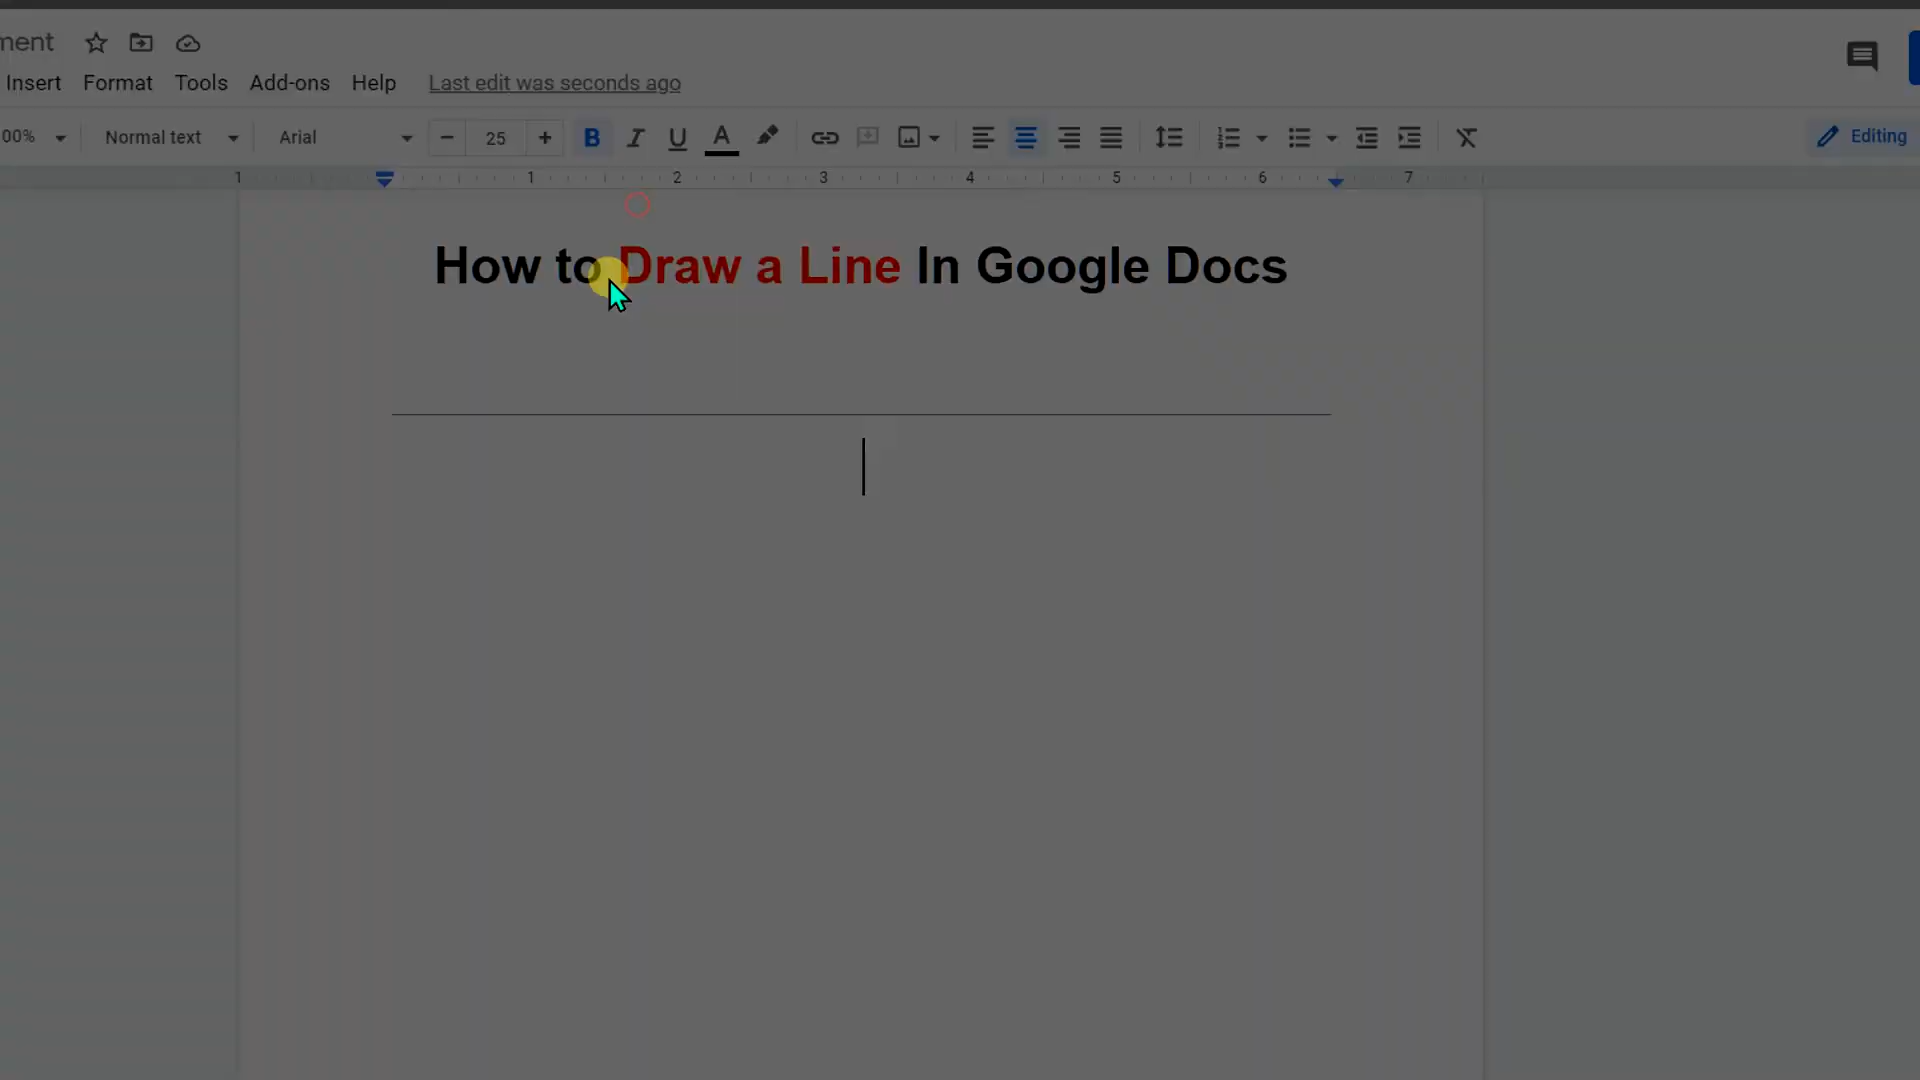 ment
Insert Format Tools Add-ons Help Last edit was seconds ago
00% Normal text Arial − 25 + B I U A Editing
1 1 2 3 4 5 6 7
How to Draw a Line In Google Docs